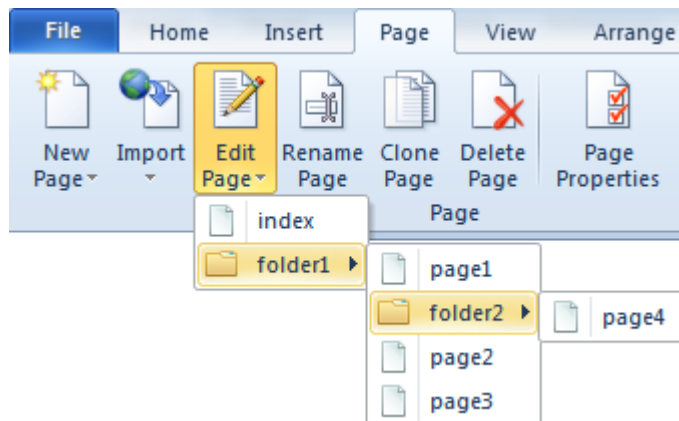 File Home Insert Page View Arrange
New Page Import Edit Page Rename Page Clone Page Delete Page Page Properties
Page
index
folder1
page1
folder2
page4
page2
page3